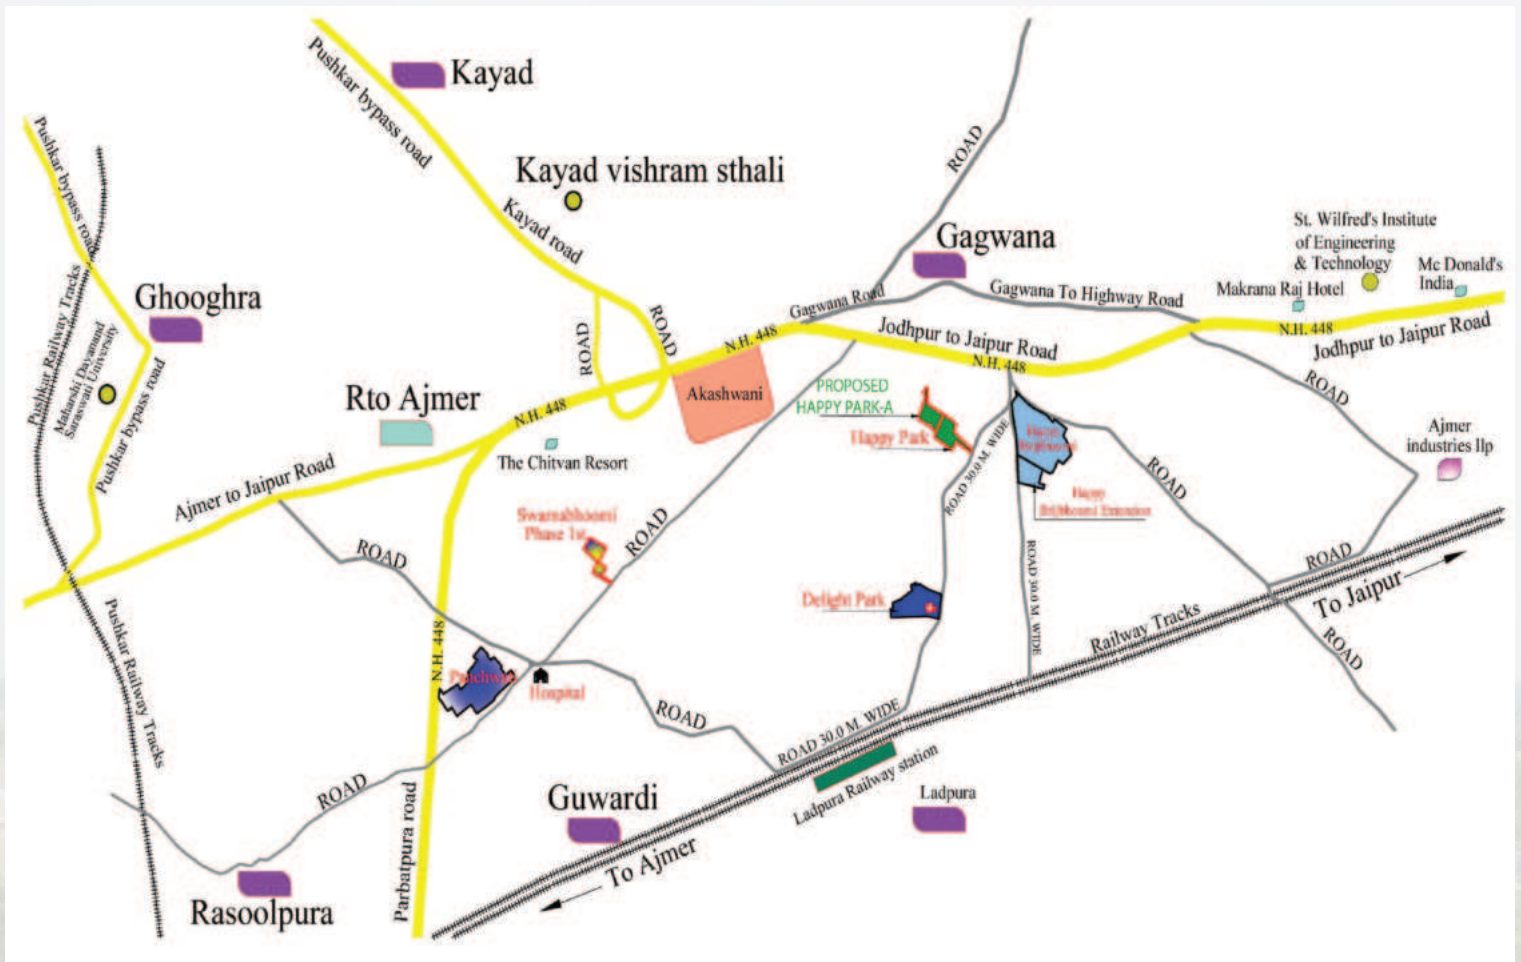 Kayad
Pushkar bypass road
Kayad vishram sthali
Kayad road
ROAD
Pushkar bypass road
Gagwana
St. Wilfred's Institute
of Engineering
& Technology
Mc Donald's
India
Makrana Raj Hotel
Gagwana Road
Gagwana To Highway Road
Ghooghra
Pushkar Railway Tracks
Maharshi Dayanand
Saraswati University
Pushkar bypass road
ROAD
ROAD
N.H. 448
Jodhpur to Jaipur Road
N.H. 448
N.H. 448
Jodhpur to Jaipur Road
Akashwani
Rto Ajmer
N.H. 448
PROPOSED
HAPPY PARK-A
Happy Park
ROAD
Ajmer
industries llp
The Chitvan Resort
Ajmer to Jaipur Road
Happy
ROAD 30.0 M. WIDE
ROAD
Happy
Brijbhoomi Extension
Swarnabhoomi
Phase 1st
ROAD
ROAD
ROAD 30.0 M. WIDE
ROAD
To Jaipur
Delight Park
Railway Tracks
ROAD
Pushkar Railway Tracks
N.H. 448
Hospital
ROAD
ROAD 30.0 M. WIDE
Ladpura Railway station
Ladpura
ROAD
Guwardi
Parbatpura road
To Ajmer
Rasoolpura